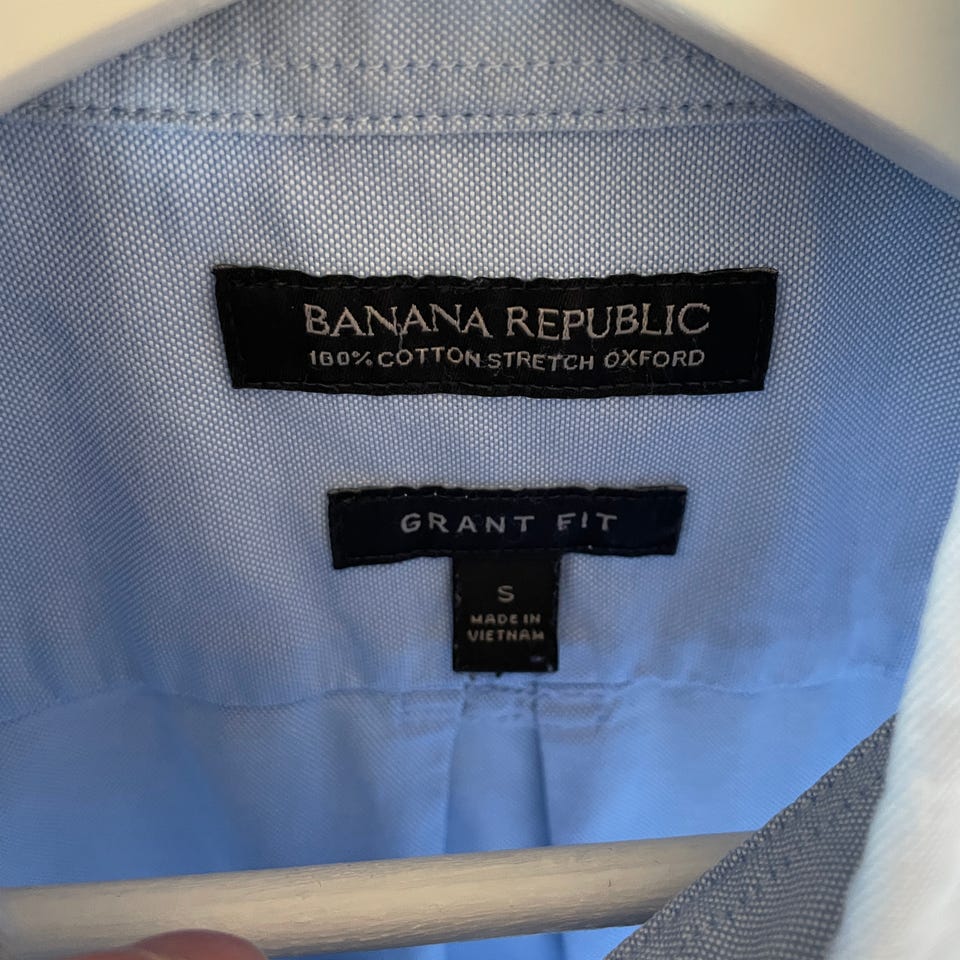 BANANA REPUBLIC
100% COTTON STRETCH OXFORD
GRANT FIT
S
MADE IN
VIETNAM